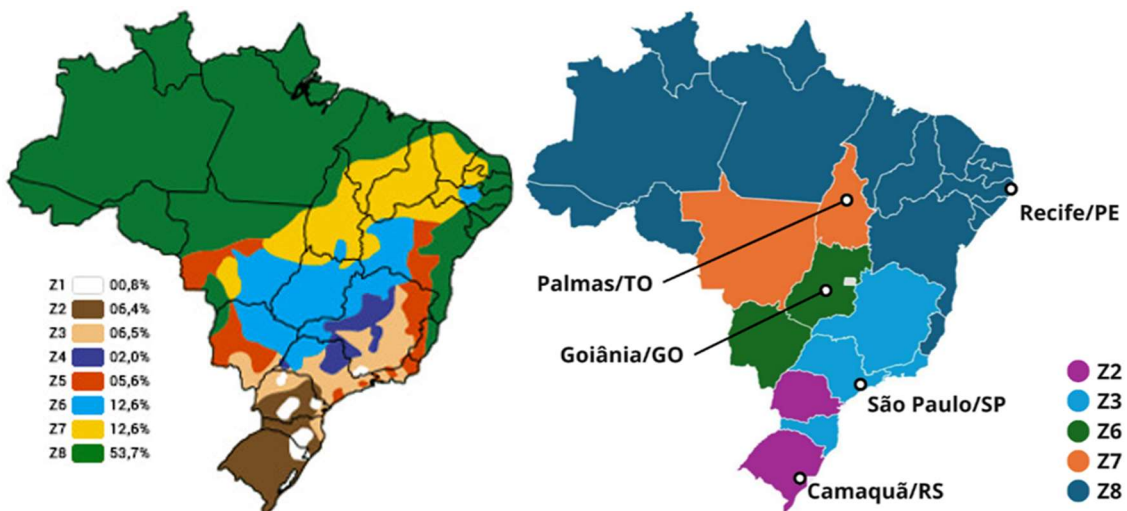 Z1 00,8%
Z2 06,4%
Z3 06,5%
Z4 02,0%
Z5 05,6%
Z6 12,6%
Z7 12,6%
Z8 53,7%
Recife/PE
Palmas/TO
Goiânia/GO
São Paulo/SP
Camaquã/RS
Z2
Z3
Z6
Z7
Z8